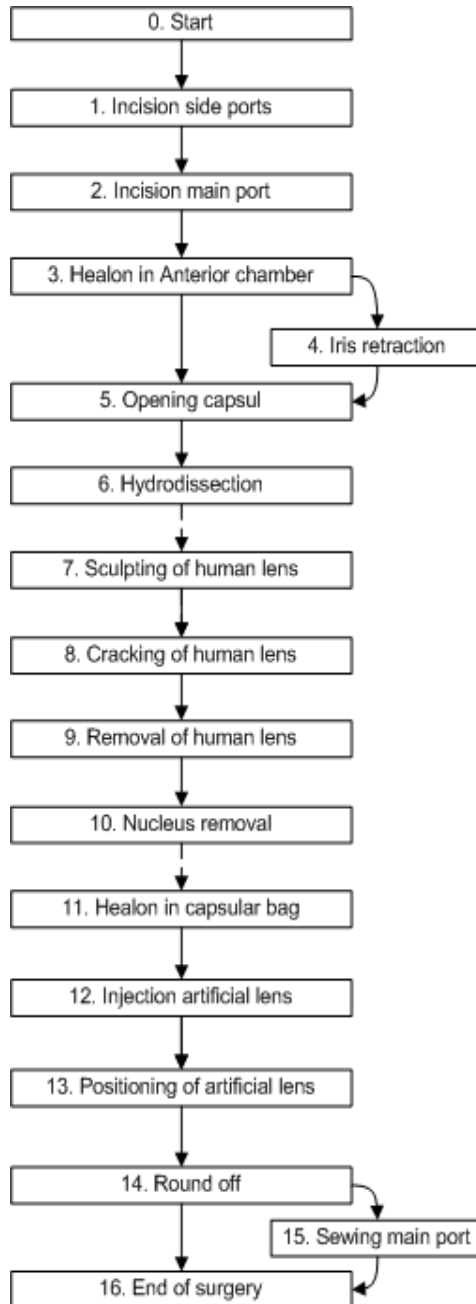 0. Start
1. Incision side ports
2. Incision main port
3. Healon in Anterior chamber
4. Iris retraction
5. Opening capsul
6. Hydrodissection
7. Sculpting of human lens
8. Cracking of human lens
9. Removal of human lens
10. Nucleus removal
11. Healon in capsular bag
12. Injection artificial lens
13. Positioning of artificial lens
14. Round off
15. Sewing main port
16. End of surgery